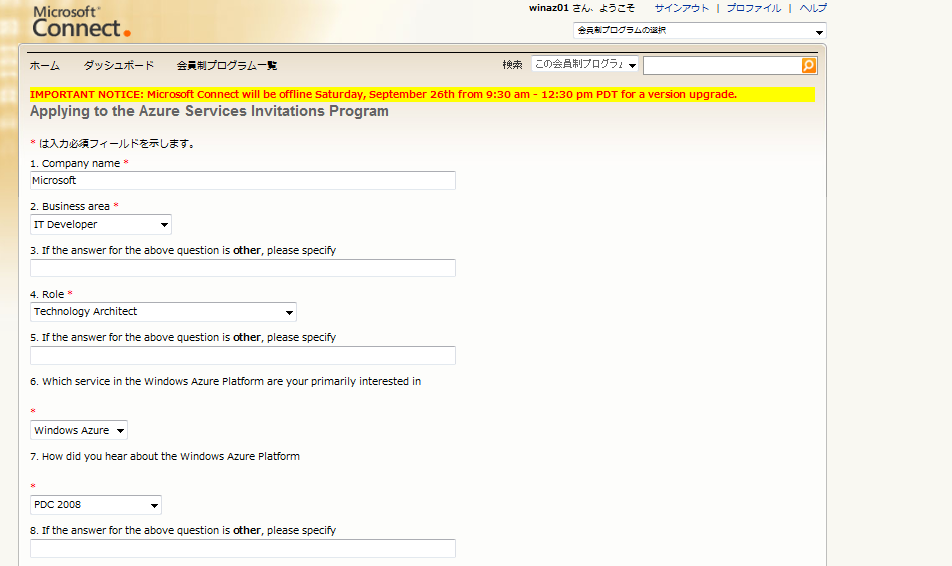 Microsoft®
Connect
winaz01 さん、ようこそ サインアウト | プロファイル | ヘルプ
会員制プログラムの選択
ホーム ダッシュボード 会員制プログラム一覧 検索 この会員制プログラム
IMPORTANT NOTICE: Microsoft Connect will be offline Saturday, September 26th from 9:30 am - 12:30 pm PDT for a version upgrade.
Applying to the Azure Services Invitations Program
* は入力必須フィールドを示します。
1. Company name *
Microsoft
2. Business area *
IT Developer
3. If the answer for the above question is other, please specify
4. Role *
Technology Architect
5. If the answer for the above question is other, please specify
6. Which service in the Windows Azure Platform are your primarily interested in
*
Windows Azure
7. How did you hear about the Windows Azure Platform
*
PDC 2008
8. If the answer for the above question is other, please specify